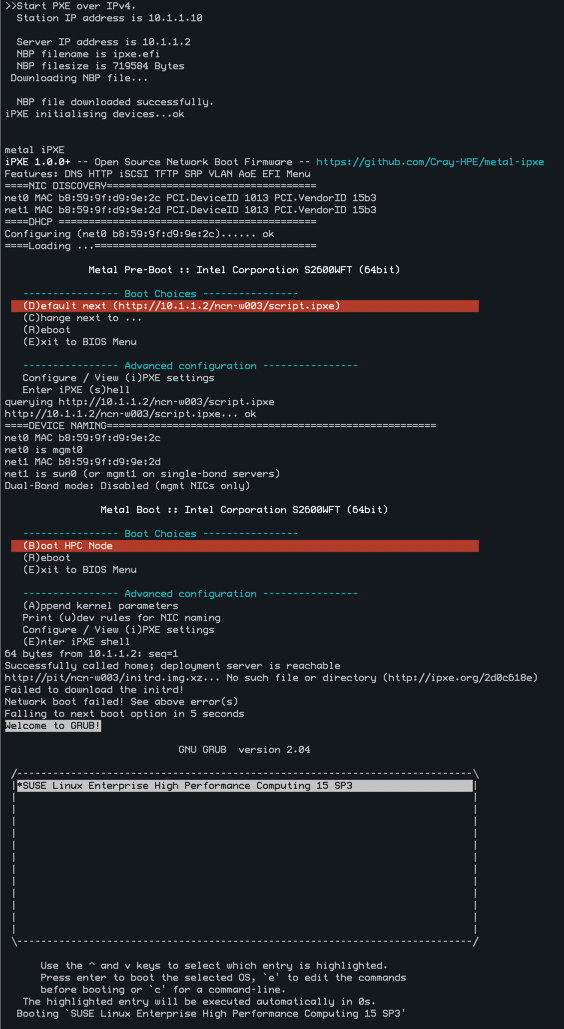 >>Start PXE over IPv4.
Station IP address is 10.1.1.10
Server IP address is 10.1.1.2
NBP filename is ipxe.efi
NBP filesize is 719584 Bytes
Downloading NBP file...
NBP file downloaded successfully.
iPXE initialising devices...ok
metal iPXE
iPXE 1.0.0+ -- Open Source Network Boot Firmware -- https://github.com/Cray-HPE/metal-ipxe
Features: DNS HTTP iSCSI TFTP SRP VLAN AoE EFI Menu
====NIC DISCOVERY===================================
net0 MAC b8:59:9f:d9:9e:2c PCI.DeviceID 1013 PCI.VendorID 15b3
net1 MAC b8:59:9f:d9:9e:2d PCI.DeviceID 1013 PCI.VendorID 15b3
====DHCP ===========================================
Configuring (net0 b8:59:9f:d9:9e:2c)...... ok
====Loading ...=====================================
Metal Pre-Boot :: Intel Corporation S2600WFT (64bit)
---------------- Boot Choices ----------------
(D)efault next (http://10.1.1.2/ncn-w003/script.ipxe)
(C)hange next to ...
(R)eboot
(E)xit to BIOS Menu
---------------- Advanced configuration ----------------
Configure / View (i)PXE settings
Enter iPXE (s)hell
querying http://10.1.1.2/ncn-w003/script.ipxe
http://10.1.1.2/ncn-w003/script.ipxe... ok
====DEVICE NAMING=======================================================
net0 MAC b8:59:9f:d9:9e:2c
net0 is mgmt0
net1 MAC b8:59:9f:d9:9e:2d
net1 is sun0 (or mgmt1 on single-bond servers)
Dual-Bond mode: Disabled (mgmt NICs only)
Metal Boot :: Intel Corporation S2600WFT (64bit)
---------------- Boot Choices ----------------
(B)oot HPC Node
(R)eboot
(E)xit to BIOS Menu
---------------- Advanced configuration ----------------
(A)ppend kernel parameters
Print (u)dev rules for NIC naming
Configure / View (i)PXE settings
(E)nter iPXE shell
64 bytes from 10.1.1.2: seq=1
Successfully called home; deployment server is reachable
http://pit/ncn-w003/initrd.img.xz... No such file or directory (http://ipxe.org/2d0c618e)
Failed to download the initrd!
Network boot failed! See above error(s)
Falling to next boot option in 5 seconds
Welcome to GRUB!
GNU GRUB  version 2.04
*SUSE Linux Enterprise High Performance Computing 15 SP3
Use the ^ and v keys to select which entry is highlighted.
Press enter to boot the selected OS, `e' to edit the commands
before booting or `c' for a command-line.
The highlighted entry will be executed automatically in 0s.
Booting `SUSE Linux Enterprise High Performance Computing 15 SP3'